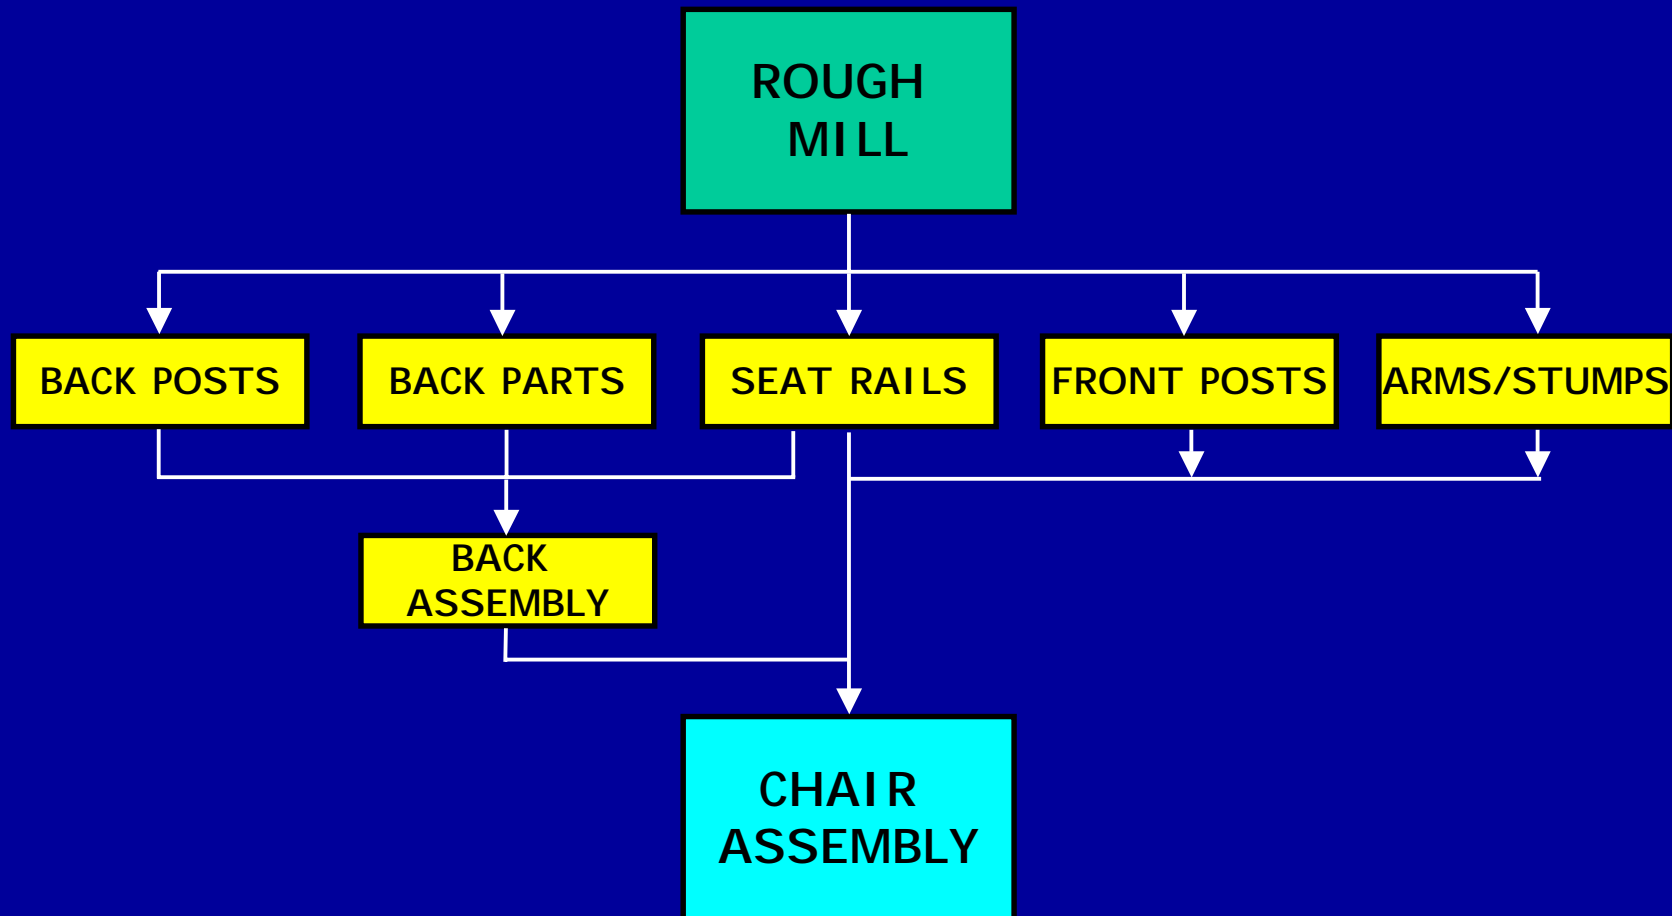 ROUGH
MILL
BACK POSTS
BACK PARTS
SEAT RAILS
FRONT POSTS
ARMS/STUMPS
BACK
ASSEMBLY
CHAIR
ASSEMBLY